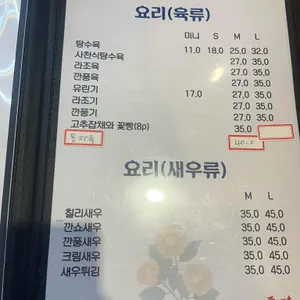 요리(육류)
미니 S M L
탕수육 11,0 18,0 25,0 32,0
사천식탕수육 27,0 35,0
라조육 27,0 35,0
깐풍육 27,0 35,0
유린기 17,0 27,0 35,0
라조기 27,0 35,0
깐풍기 27,0 35,0
고추잡채와 꽃빵(8p) 35,0
40.0
요리(새우류)
M L
칠리새우 35,0 45,0
깐쇼새우 35,0 45,0
깐풍새우 35,0 45,0
크림새우 35,0 45,0
새우튀김 35,0 45,0